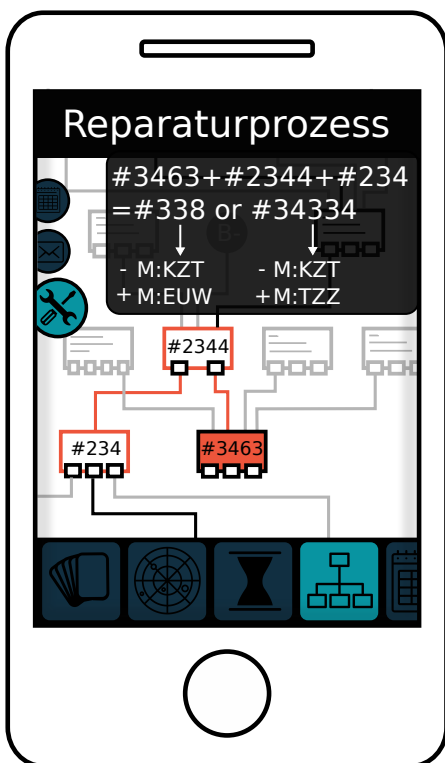 Reparaturprozess
#3463+#2344+#234
=#338 or #34334
B-
- M:KZT - M:KZT
+ M:EUW +M:TZZ
#2344
#234 #3463